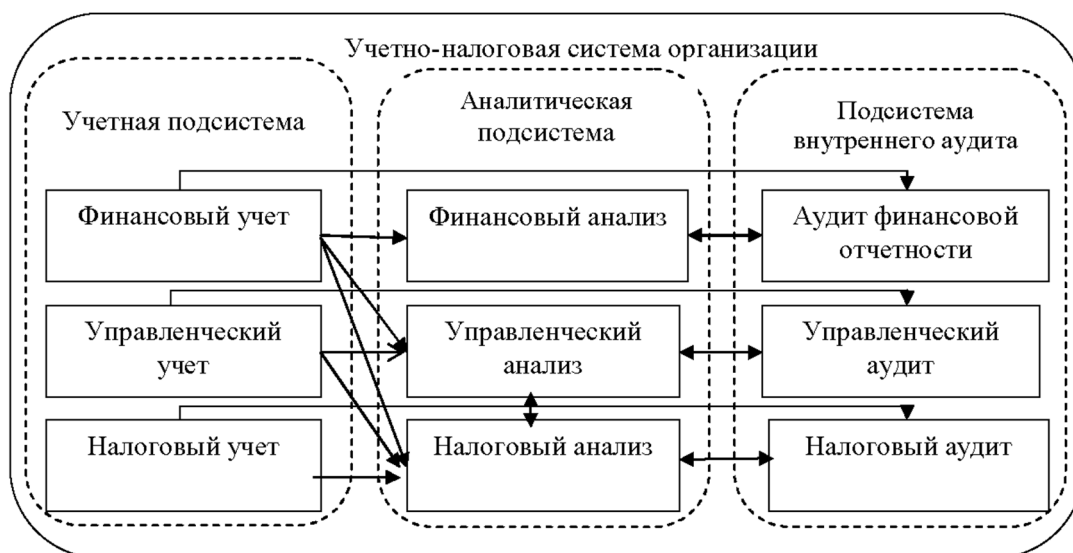 Учетно-налоговая система организации
Учетная подсистема
Аналитическая
подсистема
Подсистема
внутреннего аудита
Финансовый учет
Финансовый анализ
Аудит финансовой
отчетности
Управленческий
учет
Управленческий
анализ
Управленческий
аудит
Налоговый учет
Налоговый анализ
Налоговый аудит